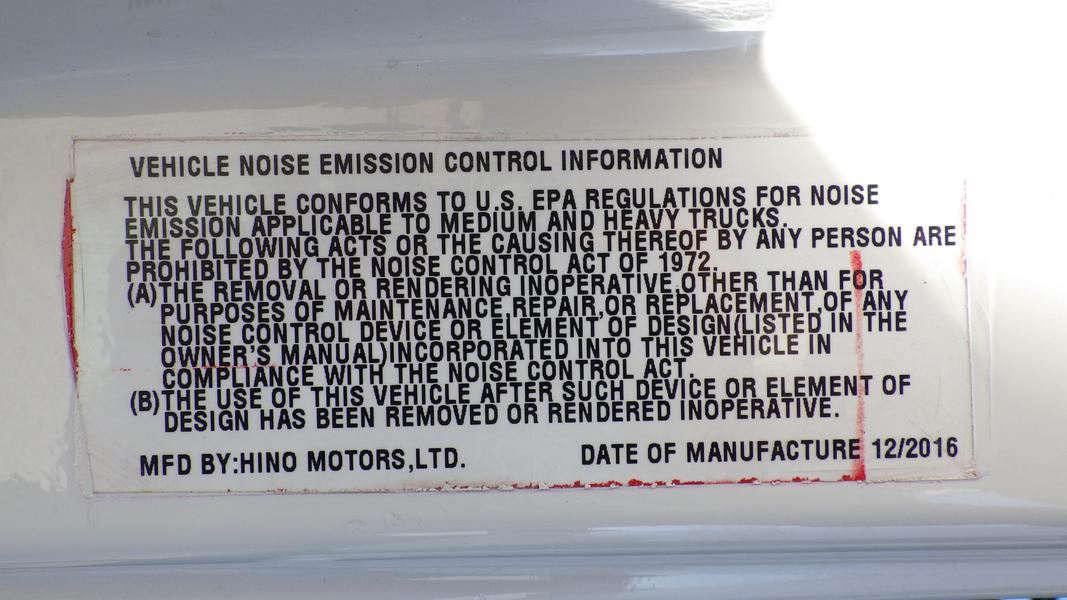 VEHICLE NOISE EMISSION CONTROL INFORMATION
THIS VEHICLE CONFORMS TO U.S. EPA REGULATIONS FOR NOISE
EMISSION APPLICABLE TO MEDIUM AND HEAVY TRUCKS.
THE FOLLOWING ACTS OR THE CAUSING THEREOF BY ANY PERSON ARE
PROHIBITED BY THE NOISE CONTROL ACT OF 1972.
(A)THE REMOVAL OR RENDERING INOPERATIVE,OTHER THAN FOR
PURPOSES OF MAINTENANCE,REPAIR,OR REPLACEMENT,OF ANY
NOISE CONTROL DEVICE OR ELEMENT OF DESIGN(LISTED IN THE
OWNER'S MANUAL)INCORPORATED INTO THIS VEHICLE IN
COMPLIANCE WITH THE NOISE CONTROL ACT.
(B)THE USE OF THIS VEHICLE AFTER SUCH DEVICE OR ELEMENT OF
DESIGN HAS BEEN REMOVED OR RENDERED INOPERATIVE.
MFD BY:HINO MOTORS,LTD. DATE OF MANUFACTURE 12/2016